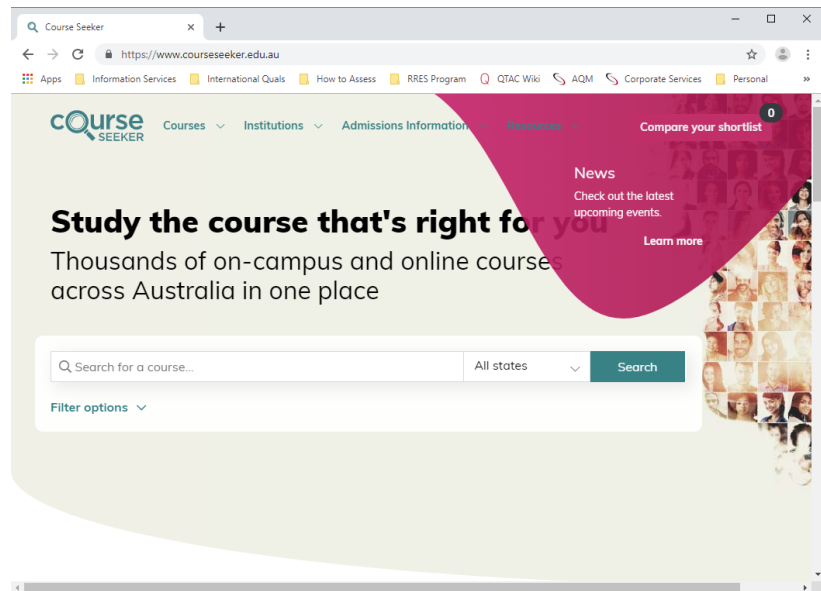 Course Seeker
https://www.courseseeker.edu.au
Apps Information Services International Quals How to Assess RRES Program QTAC Wiki AQM Corporate Services Personal »
COURSE SEEKER
Courses Institutions Admissions Information Resources Compare your shortlist 0
News
Check out the latest
upcoming events.
Learn more
Study the course that's right for you
Thousands of on-campus and online courses
across Australia in one place
Search for a course... All states Search
Filter options